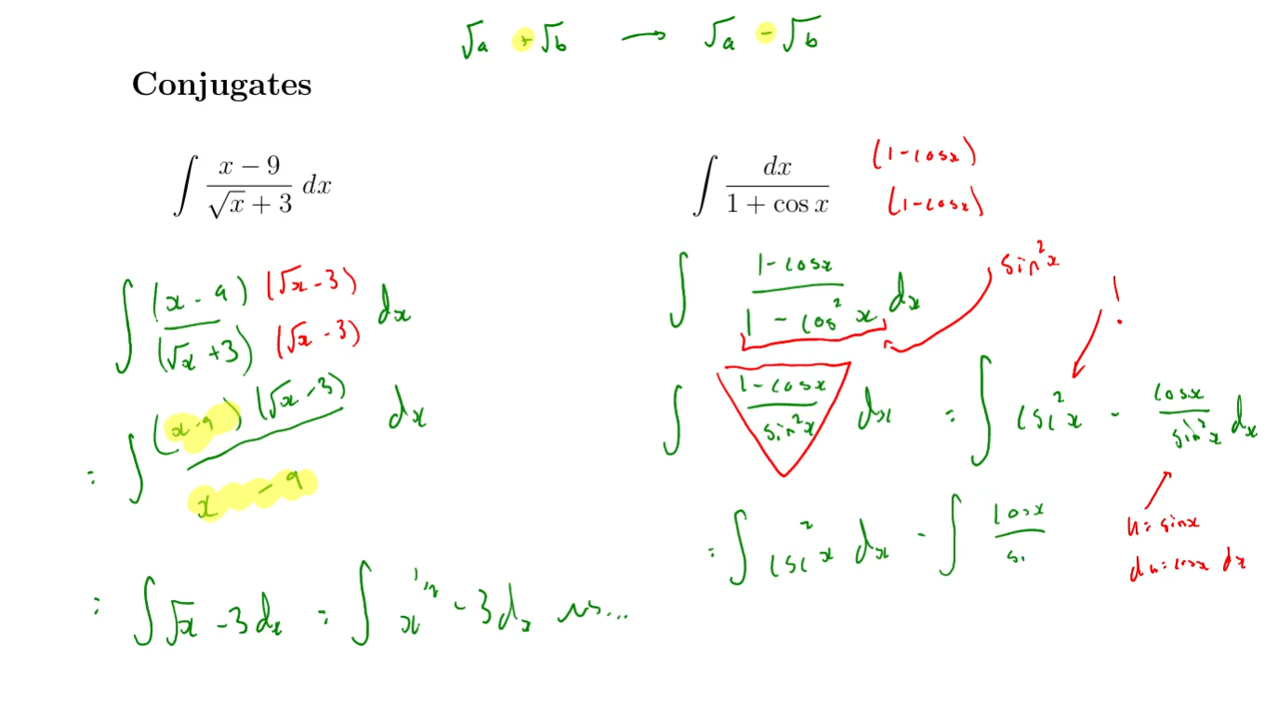 √a + √b → √a − √b
Conjugates
∫ (x − 9)/(√x + 3) dx
∫ (x − 9) (√x − 3) / (√x + 3) (√x − 3) dx
= ∫ (x − 9) (√x − 3) / x − 9 dx
= ∫ √x − 3 dx = ∫ x^1/2 − 3 dx
∫ dx/(1 + cos x) (1 − cos x) / (1 − cos x)
∫ 1 − cos x / 1 − cos² x dx sin² x
!
∫ 1 − cos x / sin² x dx = ∫ csc² x − cos x / sin² x dx
u = sin x
du = cos x dx
= ∫ csc² x dx − ∫ cos x / s